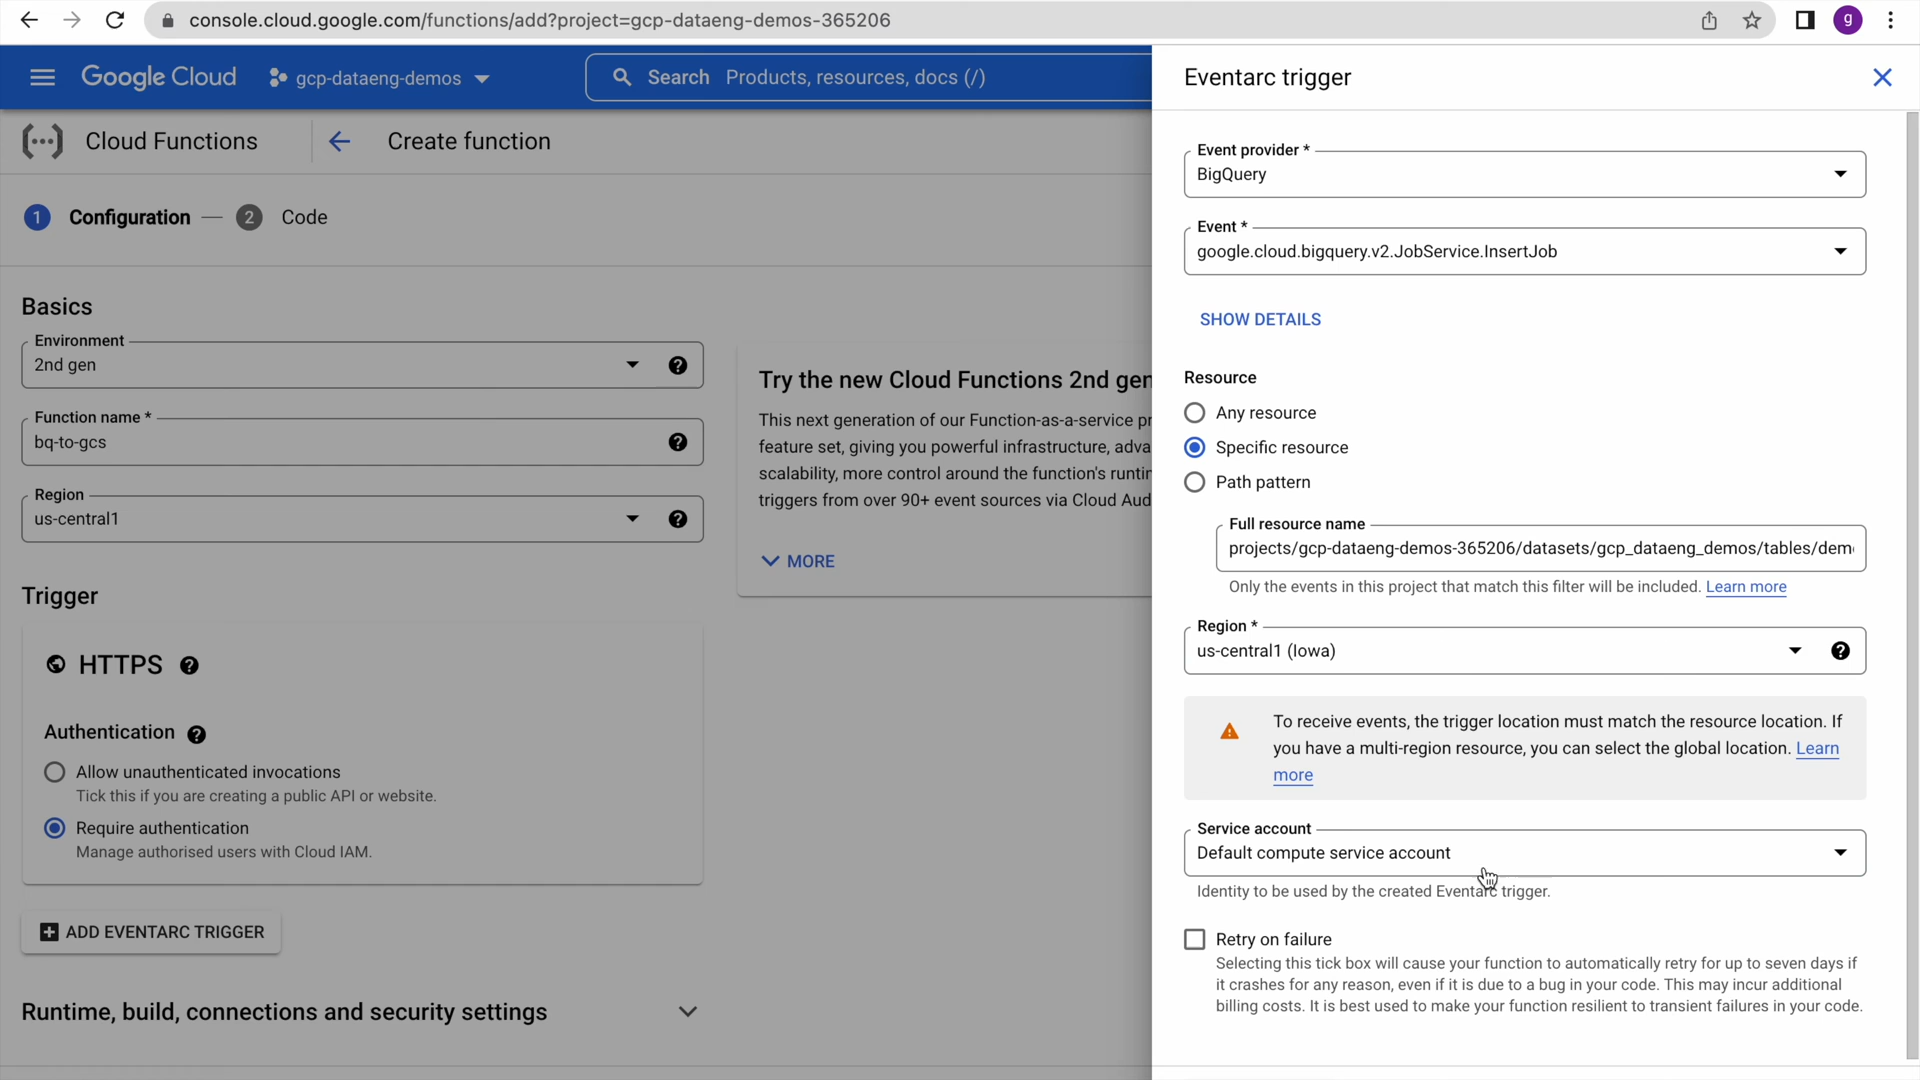 console.cloud.google.com/functions/add?project=gcp-dataeng-demos-365206
g
Google Cloud
gcp-dataeng-demos
Search Products, resources, docs (/)
Cloud Functions
Create function
1 Configuration — 2 Code
Basics
Environment
2nd gen
Function name *
bq-to-gcs
Region
us-central1
Try the new Cloud Functions 2nd gen
This next generation of our Function-as-a-service pr
feature set, giving you powerful infrastructure, adva
scalability, more control around the function's runtim
triggers from over 90+ event sources via Cloud Aud
MORE
Trigger
HTTPS
Authentication
Allow unauthenticated invocations
Tick this if you are creating a public API or website.
Require authentication
Manage authorised users with Cloud IAM.
ADD EVENTARC TRIGGER
Runtime, build, connections and security settings
Eventarc trigger
Event provider *
BigQuery
Event *
google.cloud.bigquery.v2.JobService.InsertJob
SHOW DETAILS
Resource
Any resource
Specific resource
Path pattern
Full resource name
projects/gcp-dataeng-demos-365206/datasets/gcp_dataeng_demos/tables/dem
Only the events in this project that match this filter will be included. Learn more
Region *
us-central1 (Iowa)
To receive events, the trigger location must match the resource location. If
you have a multi-region resource, you can select the global location. Learn
more
Service account
Default compute service account
Identity to be used by the created Eventarc trigger.
Retry on failure
Selecting this tick box will cause your function to automatically retry for up to seven days if
it crashes for any reason, even if it is due to a bug in your code. This may incur additional
billing costs. It is best used to make your function resilient to transient failures in your code.